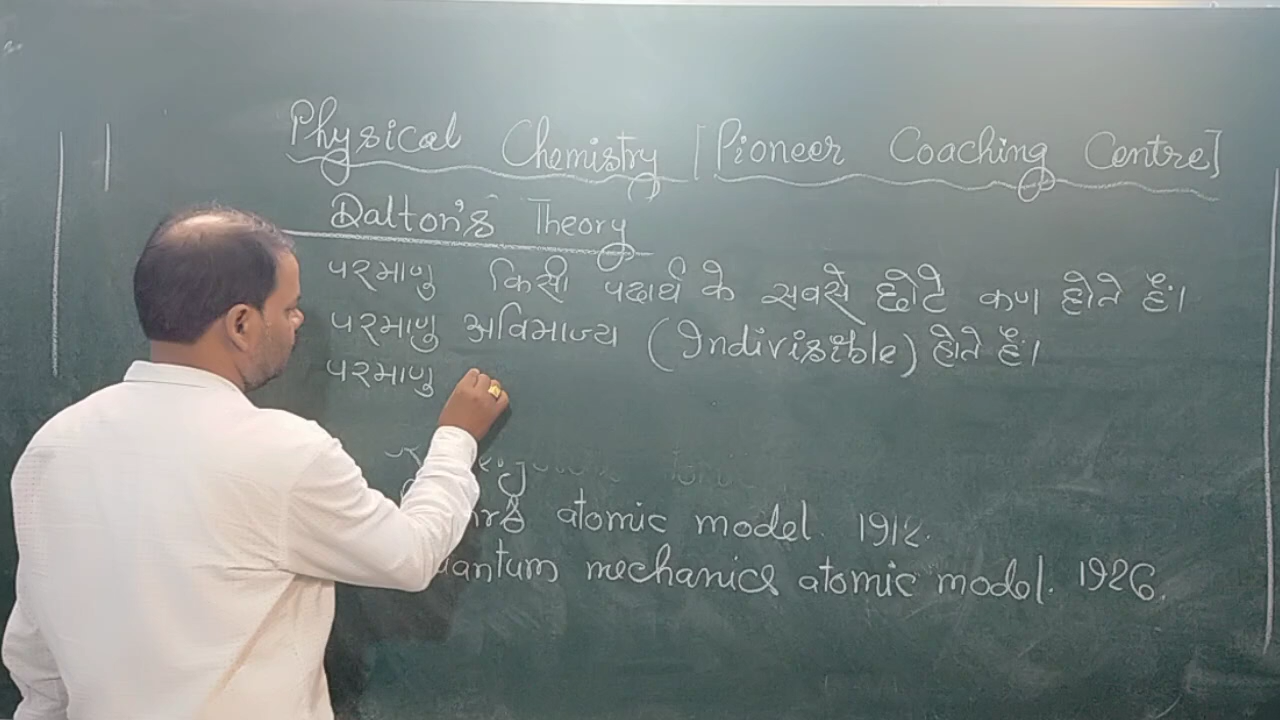 Physical Chemistry [Pioneer Coaching Centre]
Dalton's Theory
परमाणु किसी पदार्थ के सबसे छोटे कण होते हैं।
परमाणु अविभाज्य (Indivisible) होते हैं।
परमाणु
atomic model. 1912.
mechanics atomic model. 1926.